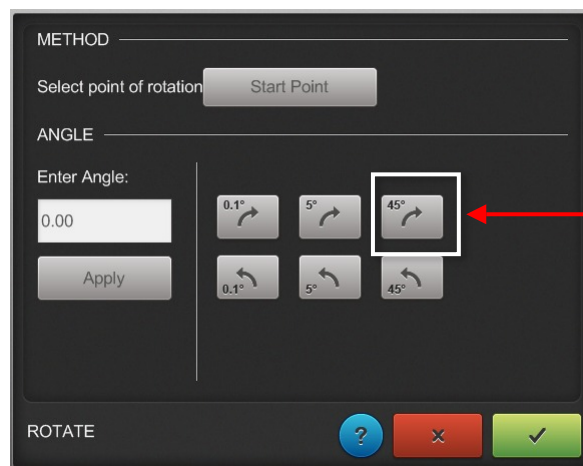 METHOD
Select point of rotation Start Point
ANGLE
Enter Angle:
0.00
0.1° 5° 45°
Apply
0.1° 5° 45°
ROTATE
?